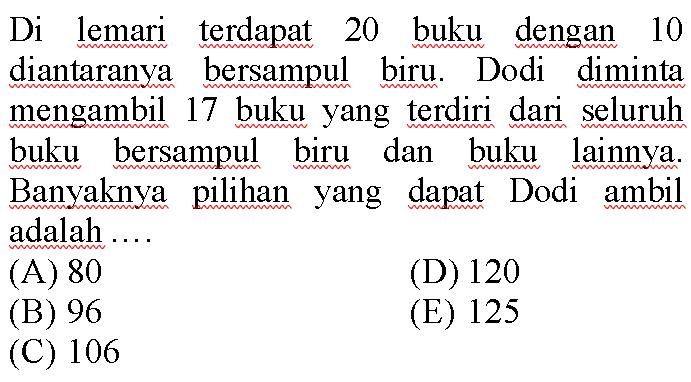 Di lemari terdapat 20 buku dengan 10
diantaranya bersampul biru. Dodi diminta
mengambil 17 buku yang terdiri dari seluruh
buku bersampul biru dan buku lainnya.
Banyaknya pilihan yang dapat Dodi ambil
adalah ....
(A) 80 (D) 120
(B) 96 (E) 125
(C) 106